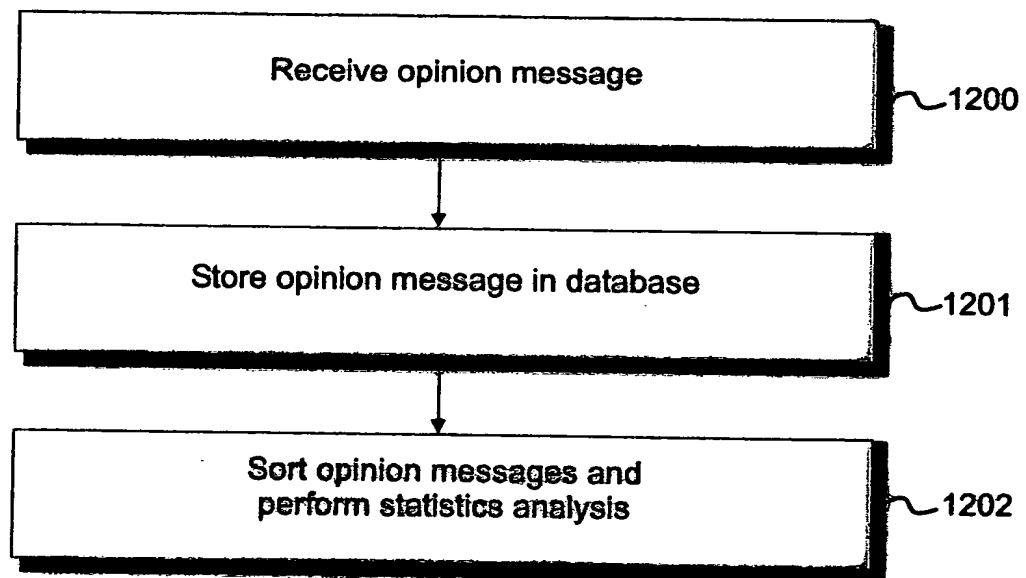 Receive opinion message
1200
Store opinion message in database
1201
Sort opinion messages and
perform statistics analysis
1202